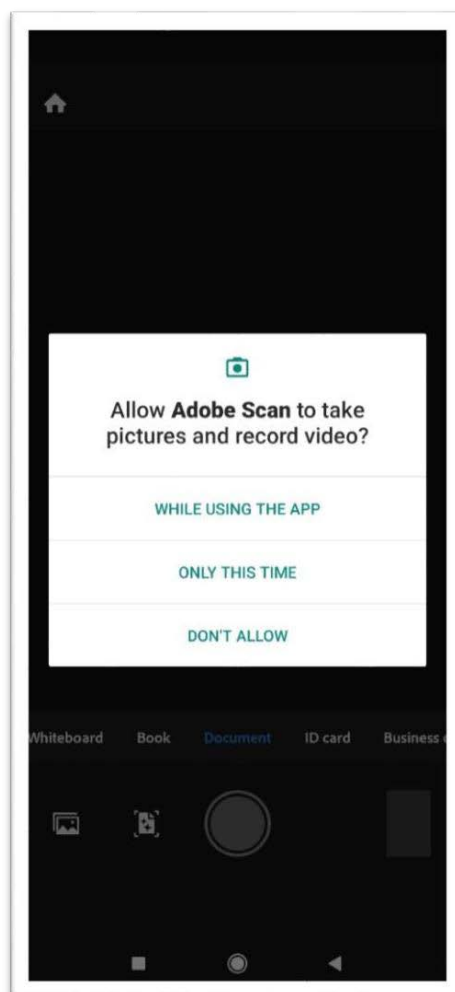 Allow Adobe Scan to take
pictures and record video?
WHILE USING THE APP
ONLY THIS TIME
DON'T ALLOW
Whiteboard Book Document ID card Business